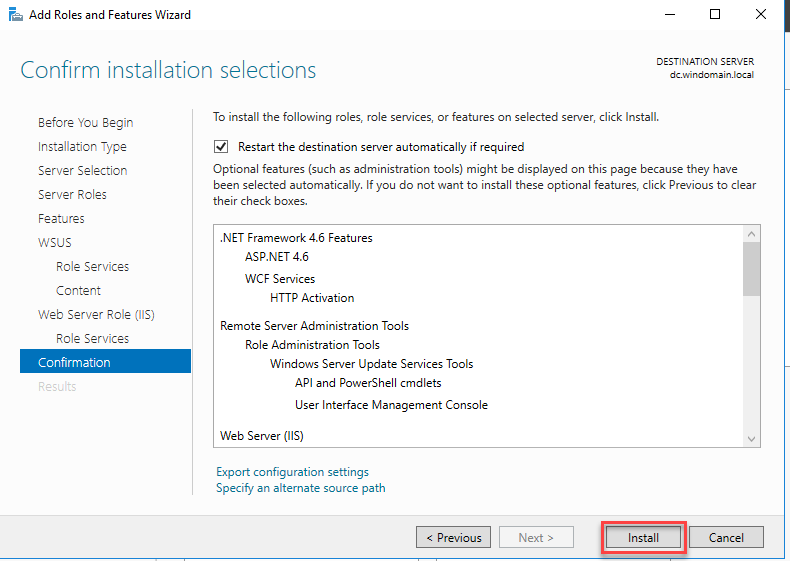 Add Roles and Features Wizard
Confirm installation selections
DESTINATION SERVER
dc.windomain.local
Before You Begin
Installation Type
Server Selection
Server Roles
Features
WSUS
Role Services
Content
Web Server Role (IIS)
Role Services
Confirmation
Results
To install the following roles, role services, or features on selected server, click Install.
Restart the destination server automatically if required
Optional features (such as administration tools) might be displayed on this page because they have
been selected automatically. If you do not want to install these optional features, click Previous to clear
their check boxes.
.NET Framework 4.6 Features
ASP.NET 4.6
WCF Services
HTTP Activation
Remote Server Administration Tools
Role Administration Tools
Windows Server Update Services Tools
API and PowerShell cmdlets
User Interface Management Console
Web Server (IIS)
Export configuration settings
Specify an alternate source path
< Previous
Next >
Install
Cancel